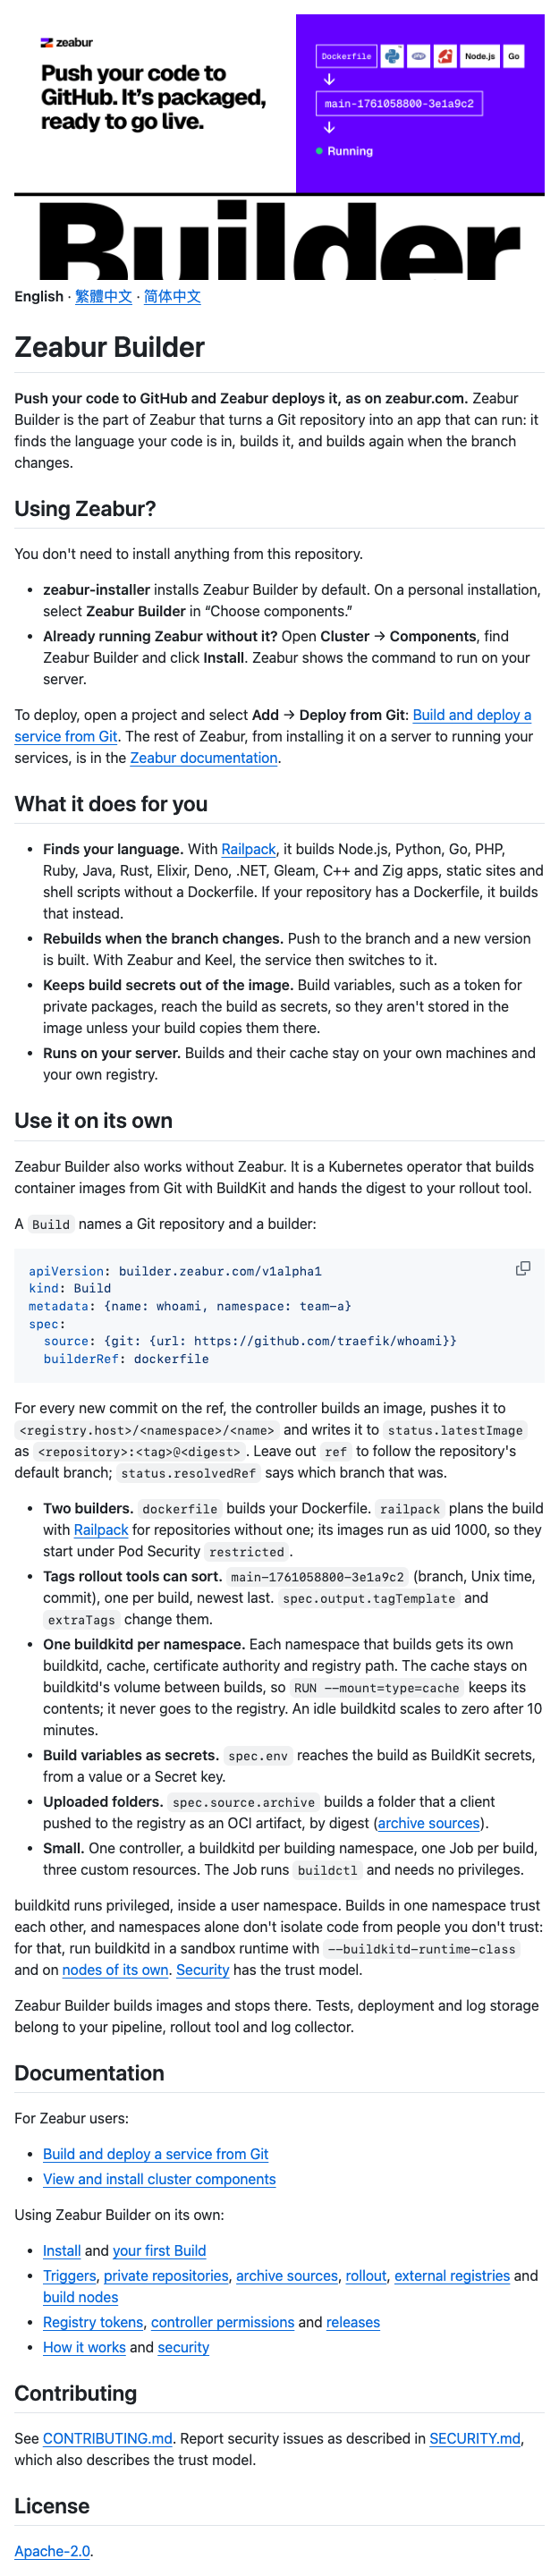 zeabur
Push your code to
GitHub. It's packaged,
ready to go live.
Dockerfile
php
Node.js
Go
main-1761058800-3e1a9c2
Running
Builder
English · 繁體中文 · 简体中文
Zeabur Builder
Push your code to GitHub and Zeabur deploys it, as on zeabur.com. Zeabur
Builder is the part of Zeabur that turns a Git repository into an app that can run: it
finds the language your code is in, builds it, and builds again when the branch
changes.
Using Zeabur?
You don't need to install anything from this repository.
• zeabur-installer installs Zeabur Builder by default. On a personal installation,
select Zeabur Builder in “Choose components.”
• Already running Zeabur without it? Open Cluster → Components, find
Zeabur Builder and click Install. Zeabur shows the command to run on your
server.
To deploy, open a project and select Add → Deploy from Git: Build and deploy a
service from Git. The rest of Zeabur, from installing it on a server to running your
services, is in the Zeabur documentation.
What it does for you
• Finds your language. With Railpack, it builds Node.js, Python, Go, PHP,
Ruby, Java, Rust, Elixir, Deno, .NET, Gleam, C++ and Zig apps, static sites and
shell scripts without a Dockerfile. If your repository has a Dockerfile, it builds
that instead.
• Rebuilds when the branch changes. Push to the branch and a new version
is built. With Zeabur and Keel, the service then switches to it.
• Keeps build secrets out of the image. Build variables, such as a token for
private packages, reach the build as secrets, so they aren't stored in the
image unless your build copies them there.
• Runs on your server. Builds and their cache stay on your own machines and
your own registry.
Use it on its own
Zeabur Builder also works without Zeabur. It is a Kubernetes operator that builds
container images from Git with BuildKit and hands the digest to your rollout tool.
A Build names a Git repository and a builder:
apiVersion: builder.zeabur.com/v1alpha1
kind: Build
metadata: {name: whoami, namespace: team-a}
spec:
  source: {git: {url: https://github.com/traefik/whoami}}
  builderRef: dockerfile
For every new commit on the ref, the controller builds an image, pushes it to
<registry.host>/<namespace>/<name> and writes it to status.latestImage
as <repository>:<tag>@<digest>. Leave out ref to follow the repository's
default branch; status.resolvedRef says which branch that was.
• Two builders. dockerfile builds your Dockerfile. railpack plans the build
with Railpack for repositories without one; its images run as uid 1000, so they
start under Pod Security restricted.
• Tags rollout tools can sort. main-1761058800-3e1a9c2 (branch, Unix time,
commit), one per build, newest last. spec.output.tagTemplate and
extraTags change them.
• One buildkitd per namespace. Each namespace that builds gets its own
buildkitd, cache, certificate authority and registry path. The cache stays on
buildkitd's volume between builds, so RUN --mount=type=cache keeps its
contents; it never goes to the registry. An idle buildkitd scales to zero after 10
minutes.
• Build variables as secrets. spec.env reaches the build as BuildKit secrets,
from a value or a Secret key.
• Uploaded folders. spec.source.archive builds a folder that a client
pushed to the registry as an OCI artifact, by digest (archive sources).
• Small. One controller, a buildkitd per building namespace, one Job per build,
three custom resources. The Job runs buildctl and needs no privileges.
buildkitd runs privileged, inside a user namespace. Builds in one namespace trust
each other, and namespaces alone don't isolate code from people you don't trust:
for that, run buildkitd in a sandbox runtime with --buildkitd-runtime-class
and on nodes of its own. Security has the trust model.
Zeabur Builder builds images and stops there. Tests, deployment and log storage
belong to your pipeline, rollout tool and log collector.
Documentation
For Zeabur users:
• Build and deploy a service from Git
• View and install cluster components
Using Zeabur Builder on its own:
• Install and your first Build
• Triggers, private repositories, archive sources, rollout, external registries and
build nodes
• Registry tokens, controller permissions and releases
• How it works and security
Contributing
See CONTRIBUTING.md. Report security issues as described in SECURITY.md,
which also describes the trust model.
License
Apache-2.0.